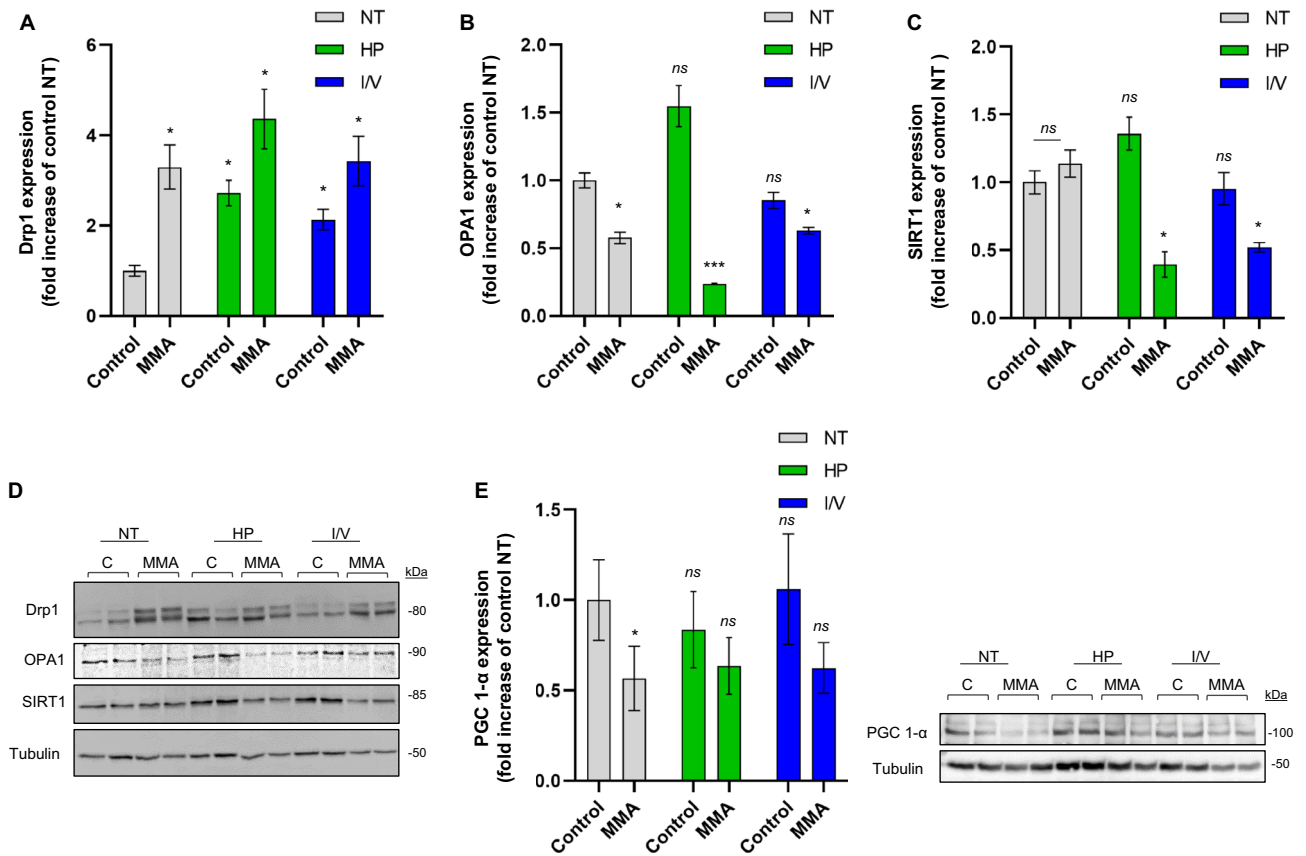 A
NT
HP
I/V
Drp1 expression
(fold increase of control NT)
6
4
2
0
*
*
*
*
*
Control
MMA
Control
MMA
Control
MMA
B
NT
HP
I/V
OPA1 expression
(fold increase of control NT)
2.0
1.5
1.0
0.5
0.0
*
ns
***
ns
*
Control
MMA
Control
MMA
Control
MMA
C
NT
HP
I/V
SIRT1 expression
(fold increase of control NT )
2.0
1.5
1.0
0.5
0.0
ns
ns
*
ns
*
Control
MMA
Control
MMA
Control
MMA
D
NT HP I/V
C MMA C MMA C MMA
kDa
Drp1 -80
OPA1 -90
SIRT1 -85
Tubulin -50
E
NT
HP
I/V
PGC 1-α expression
(fold increase of control NT)
1.5
1.0
0.5
0.0
*
ns
ns
ns
ns
Control
MMA
Control
MMA
Control
MMA
NT HP I/V
C MMA C MMA C MMA
kDa
PGC 1-α -100
Tubulin -50